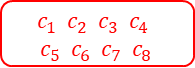 c₁ c₂ c₃ c₄
c₅ c₆ c₇ c₈